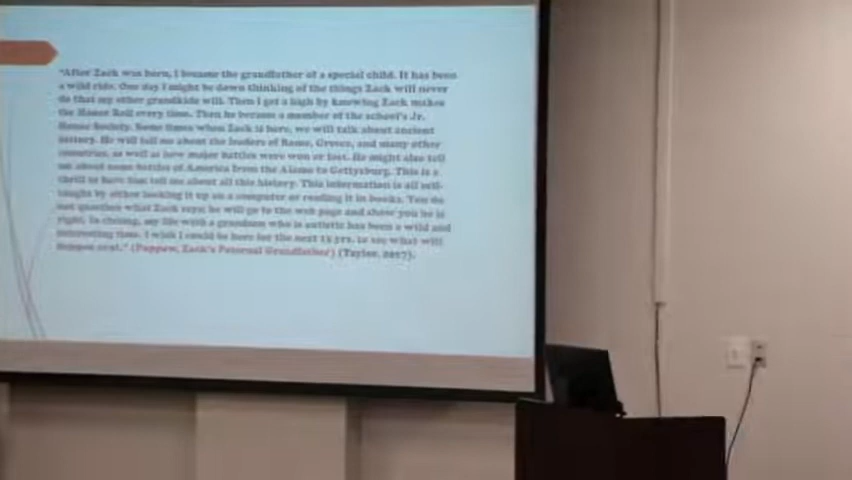 "After Zack was born, I became the grandfather of a special child. It has been
a wild ride. One day I might be down thinking of the things Zack will never
do that my other grandkids will. Then I get a high by knowing Zack makes
the Honor Roll every time. Then he became a member of the school's Jr.
Honor Society. Some times when Zack is here, we will talk about ancient
history. He will tell me about the leaders of Rome, Greece, and many other
countries, as well as how major battles were won or lost. He might also tell
me about some battles of America from the Alamo to Gettysburg. This is a
thrill to have him tell me about all this history. This information is all self-
taught by either looking it up on a computer or reading it in books. You do
not question what Zack says; he will go to the web page and show you he is
right. In closing, my life with a grandson who is autistic has been a wild and
interesting time. I wish I could be here for the next 15 yrs. to see what will
happen next." (Pappaw, Zack's Paternal Grandfather) (Taylor, 2017).